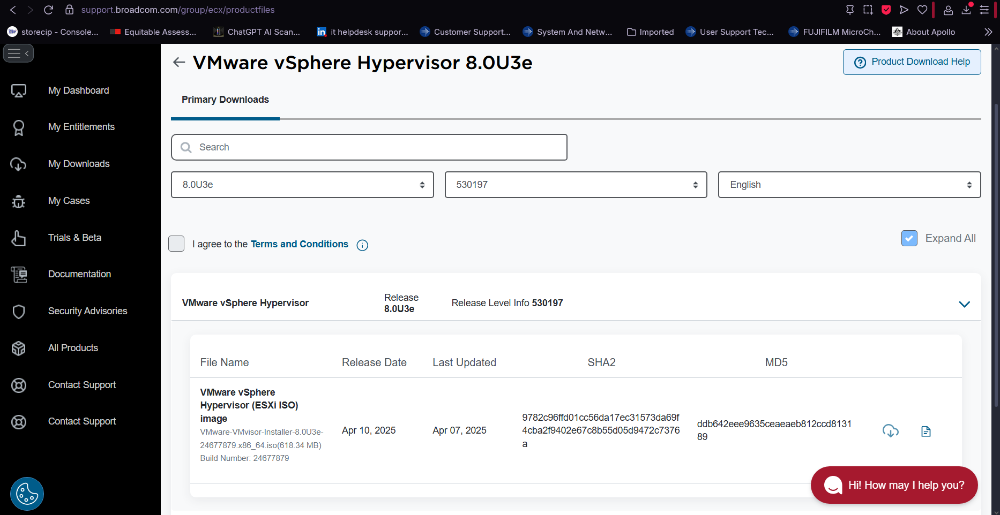 support.broadcom.com/group/ecx/productfiles
storecip - Console...
Equitable Assess...
ChatGPT AI Scan...
in
it helpdesk suppor...
Customer Support...
System And Netw...
Imported
User Support Tec...
FUJIFILM MicroCh...
About Apollo
VMware vSphere Hypervisor 8.0U3e
Product Download Help
My Dashboard
My Entitlements
My Downloads
My Cases
Trials & Beta
Documentation
Security Advisories
All Products
Contact Support
Contact Support
Primary Downloads
Search
8.0U3e
530197
English
I agree to the Terms and Conditions
Expand All
VMware vSphere Hypervisor
Release
8.0U3e
Release Level Info 530197
File Name
Release Date
Last Updated
SHA2
MD5
VMware vSphere
Hypervisor (ESXi ISO)
image
VMware-VMvisor-Installer-8.0U3e-
24677879.x86_64.iso(618.34 MB)
Build Number: 24677879
Apr 10, 2025
Apr 07, 2025
9782c96ffd01cc56da17ec31573da69f
4cba2f9402e67c8b55d05d9472c7376
a
ddb642eee9635ceaeaeb812ccd8131
89
Hi! How may I help you?